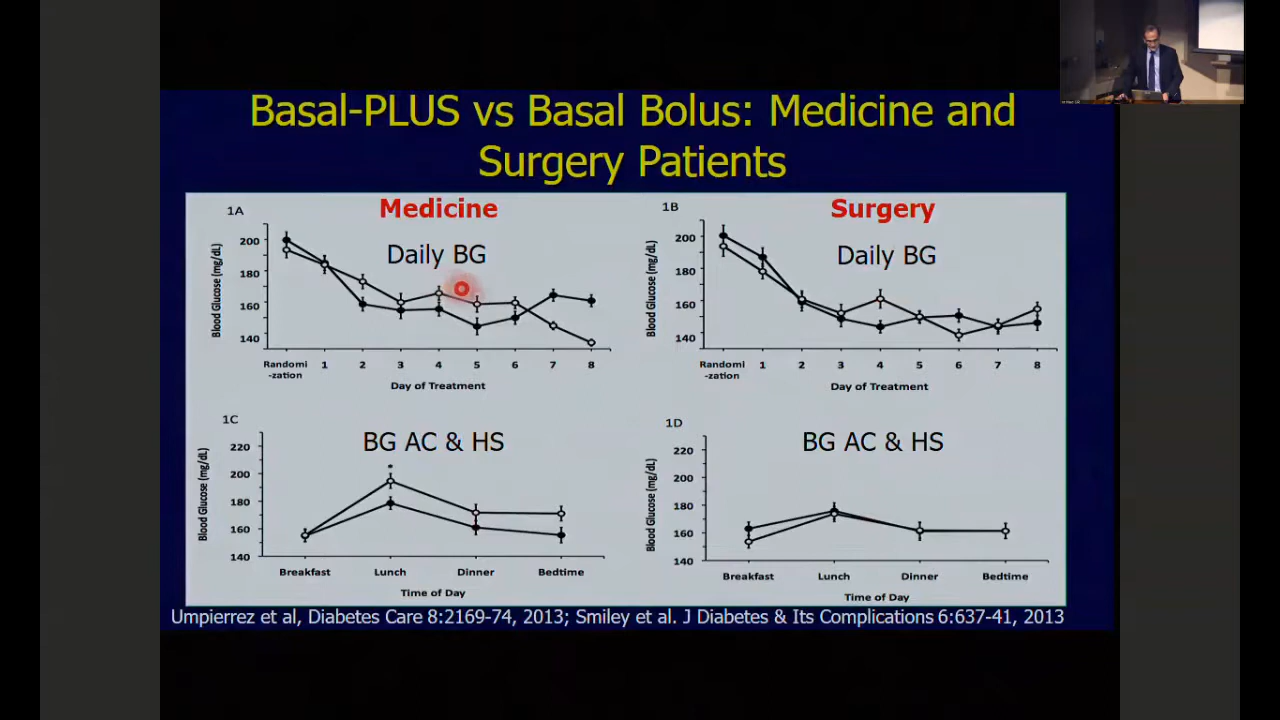 Basal-PLUS vs Basal Bolus: Medicine and
Surgery Patients
1A
Medicine
Daily BG
Blood Glucose (mg/dL)
200
180
160
140
Randomi
-zation
1 2 3 4 5 6 7 8
Day of Treatment
1B
Surgery
Daily BG
Blood Glucose (mg/dL)
200
180
160
140
Randomi
-zation
1 2 3 4 5 6 7 8
Day of Treatment
1C
BG AC & HS
Blood Glucose (mg/dL)
220
200
180
160
140
*
Breakfast Lunch Dinner Bedtime
Time of Day
1D
BG AC & HS
Blood Glucose (mg/dL)
220
200
180
160
140
Breakfast Lunch Dinner Bedtime
Time of Day
Umpierrez et al, Diabetes Care 8:2169-74, 2013; Smiley et al. J Diabetes & Its Complications 6:637-41, 2013